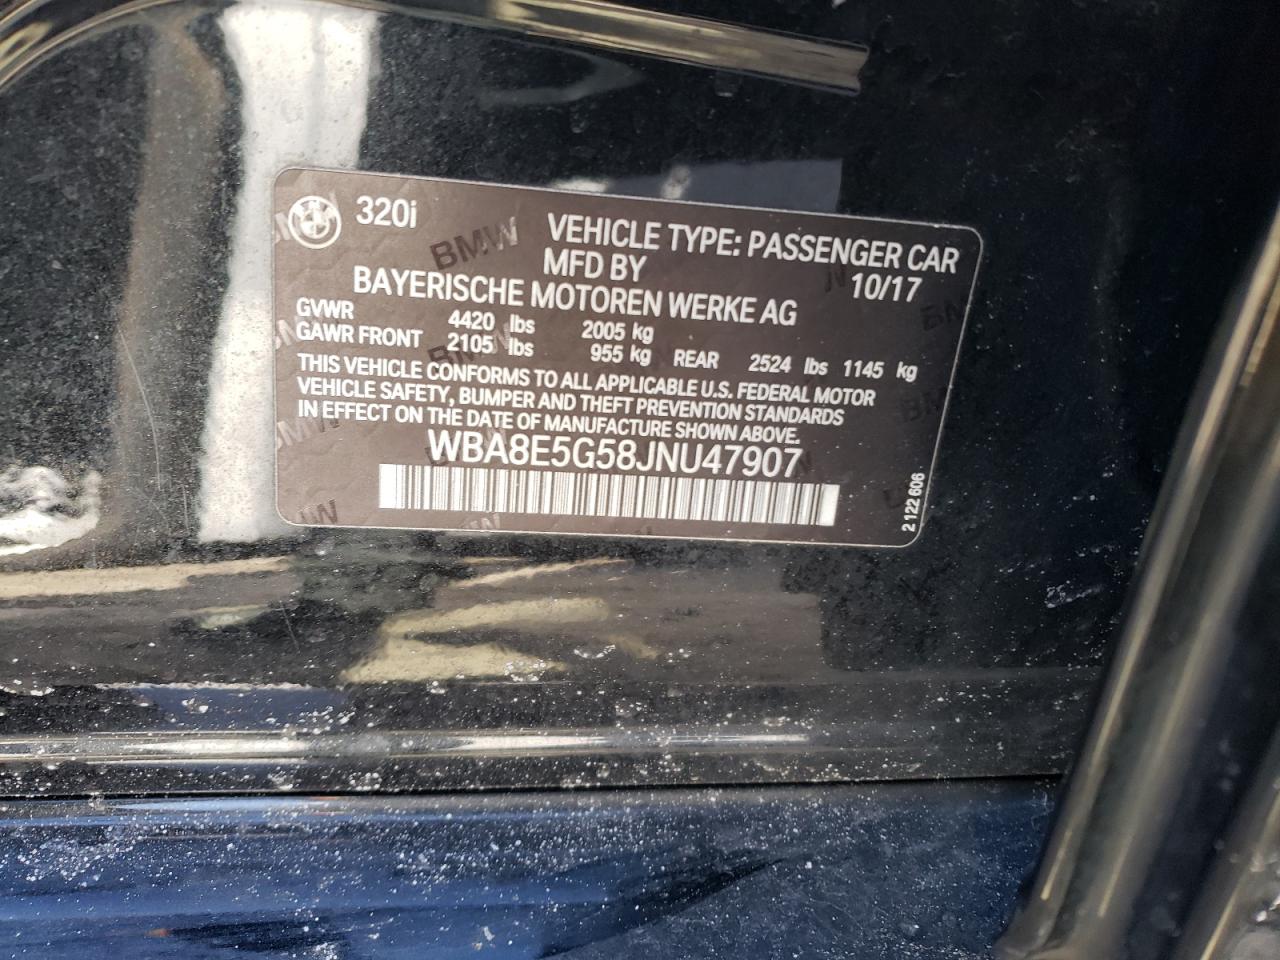 320i
VEHICLE TYPE: PASSENGER CAR
MFD BY 10/17
BAYERISCHE MOTOREN WERKE AG
GVWR 4420 lbs 2005 kg
GAWR FRONT 2105 lbs 955 kg REAR 2524 lbs 1145 kg
THIS VEHICLE CONFORMS TO ALL APPLICABLE U.S. FEDERAL MOTOR
VEHICLE SAFETY, BUMPER AND THEFT PREVENTION STANDARDS
IN EFFECT ON THE DATE OF MANUFACTURE SHOWN ABOVE.
WBA8E5G58JNU47907
2 122 606
BMW